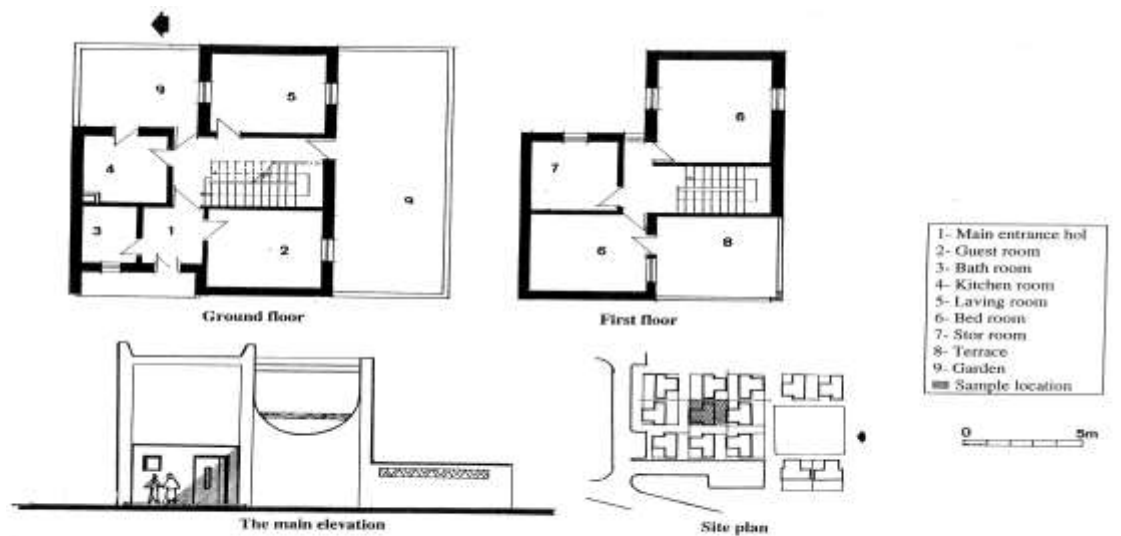 9
5
4
9
3
1
2
Ground floor
6
7
6
8
First floor
1- Main entrance hol
2- Guest room
3- Bath room
4- Kitchen room
5- Laving room
6- Bed room
7- Stor room
8- Terrace
9- Garden
Sample location
0 5m
The main elevation
Site plan